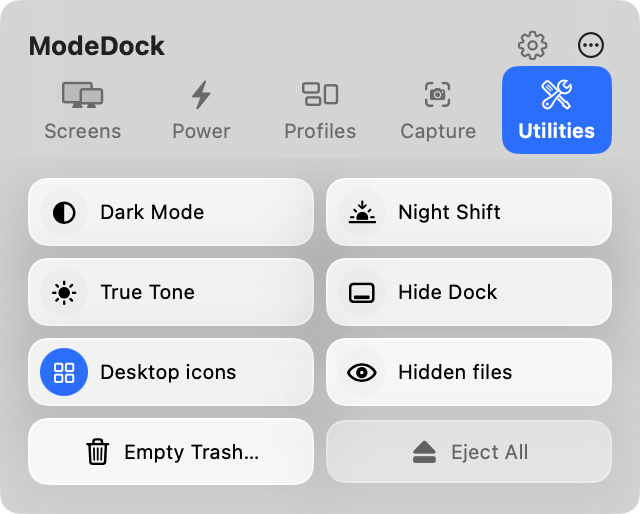 ModeDock
Screens
Power
Profiles
Capture
Utilities
Dark Mode
Night Shift
True Tone
Hide Dock
Desktop icons
Hidden files
Empty Trash...
Eject All